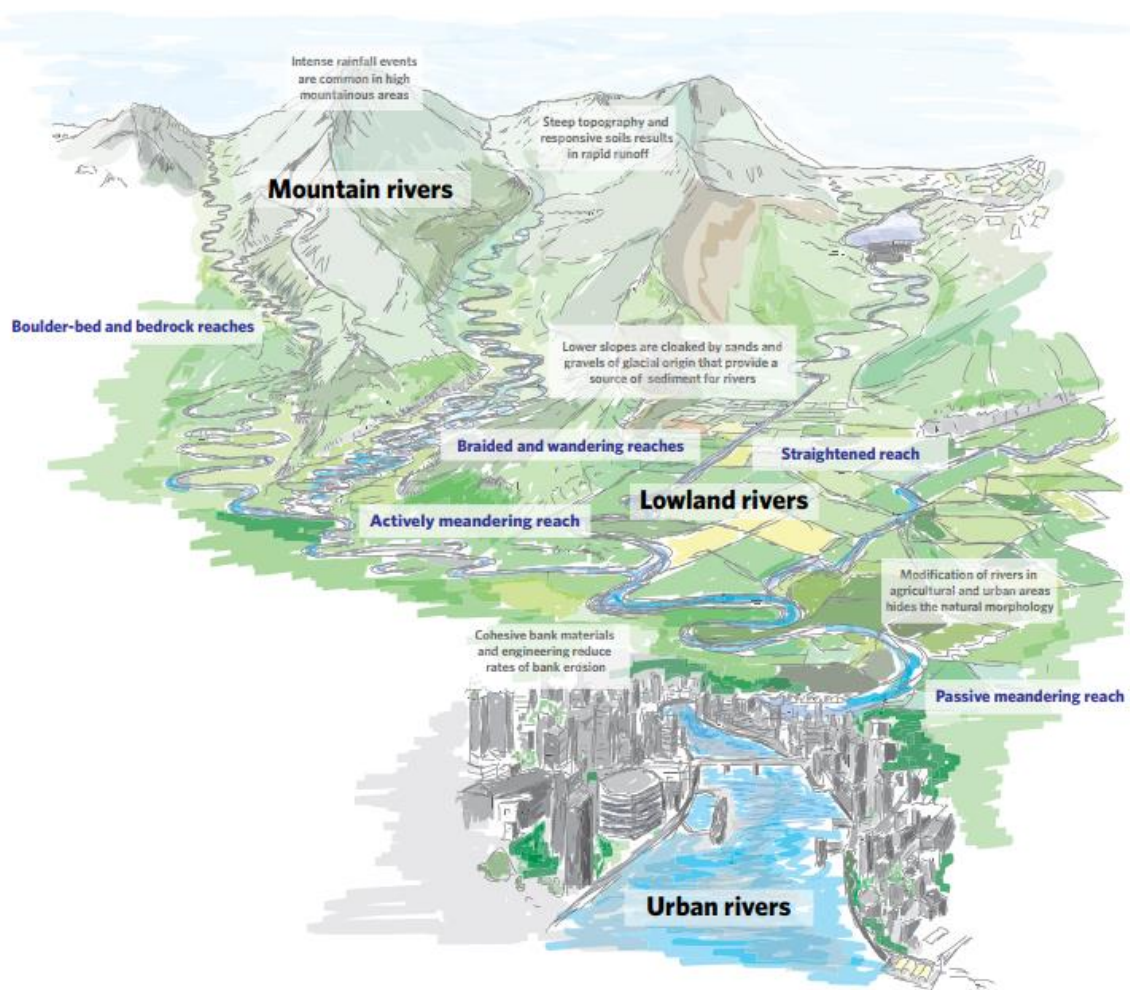 Intense rainfall events
are common in high
mountainous areas
Steep topography and
responsive soils results
in rapid runoff
Mountain rivers
Boulder-bed and bedrock reaches
Lower slopes are cloaked by sands and
gravels of glacial origin that provide a
source of sediment for rivers
Braided and wandering reaches
Straightened reach
Lowland rivers
Actively meandering reach
Modification of rivers in
agricultural and urban areas
hides the natural morphology
Cohesive bank materials
and engineering reduce
rates of bank erosion
Passive meandering reach
Urban rivers